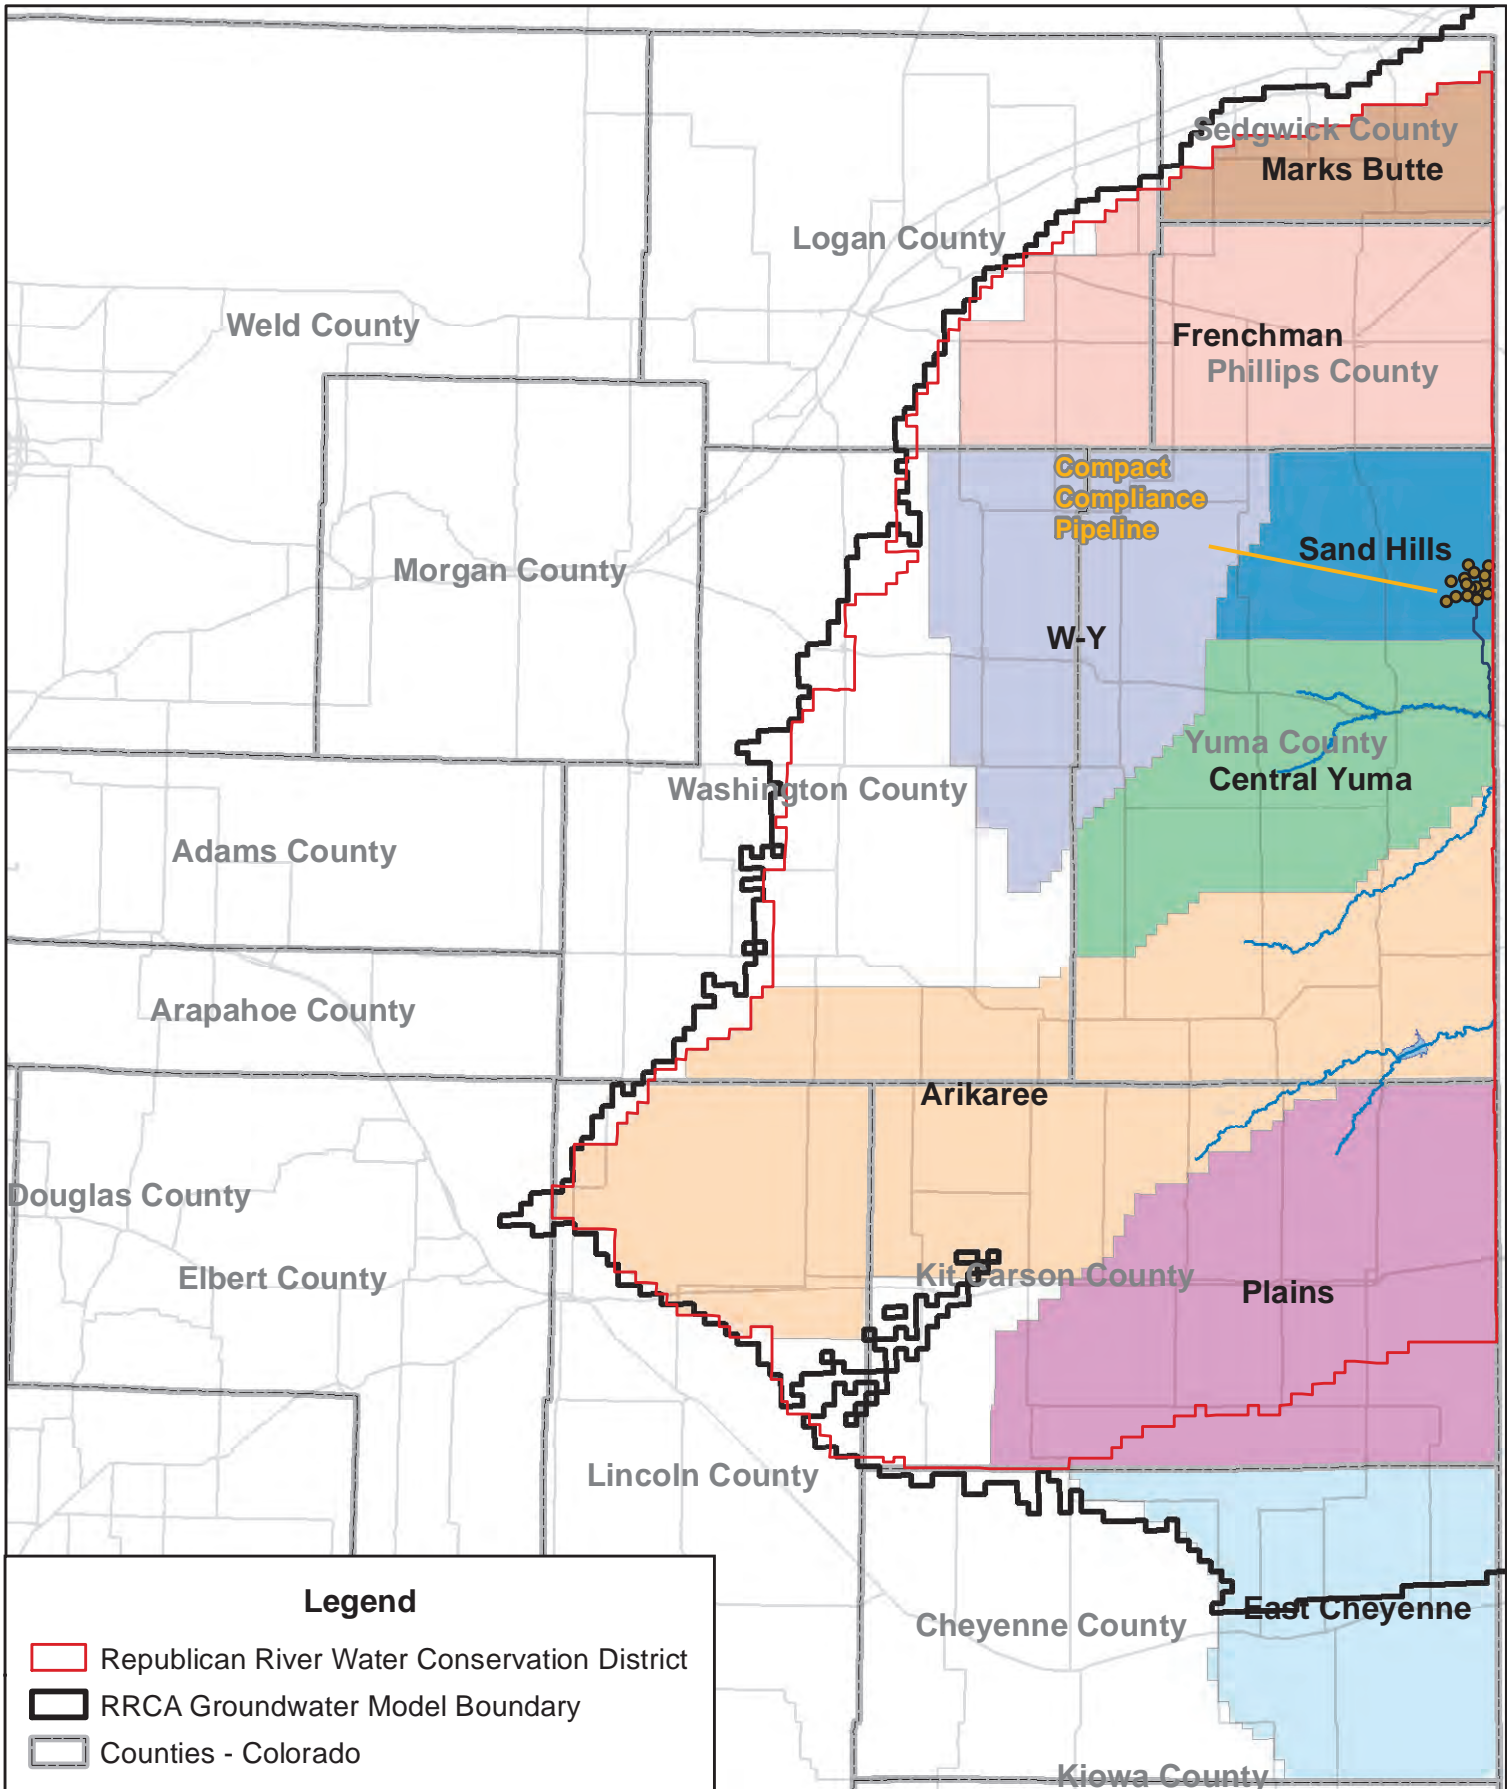 Sedgwick County
Marks Butte
Logan County
Weld County
Frenchman
Phillips County
Compact
Compliance
Pipeline
Sand Hills
Morgan County
W-Y
Yuma County
Central Yuma
Washington County
Adams County
Arapahoe County
Arikaree
Douglas County
Elbert County
Kit Carson County
Plains
Lincoln County
East Cheyenne
Cheyenne County
Kiowa County
Legend
Republican River Water Conservation District
RRCA Groundwater Model Boundary
Counties - Colorado